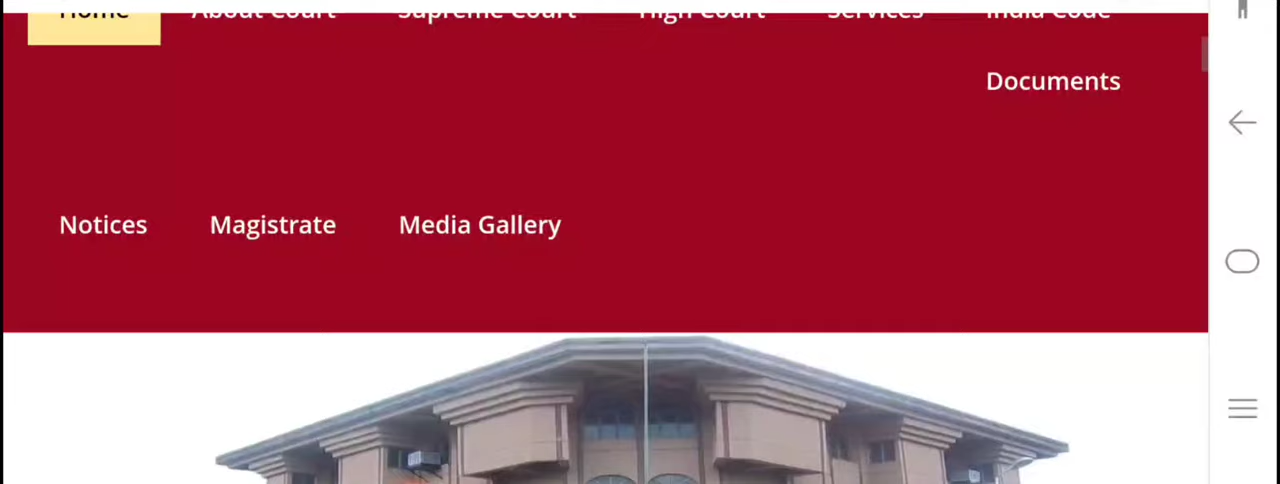 Home About Court Supreme Court High Court Services India Code
Documents
Notices Magistrate Media Gallery